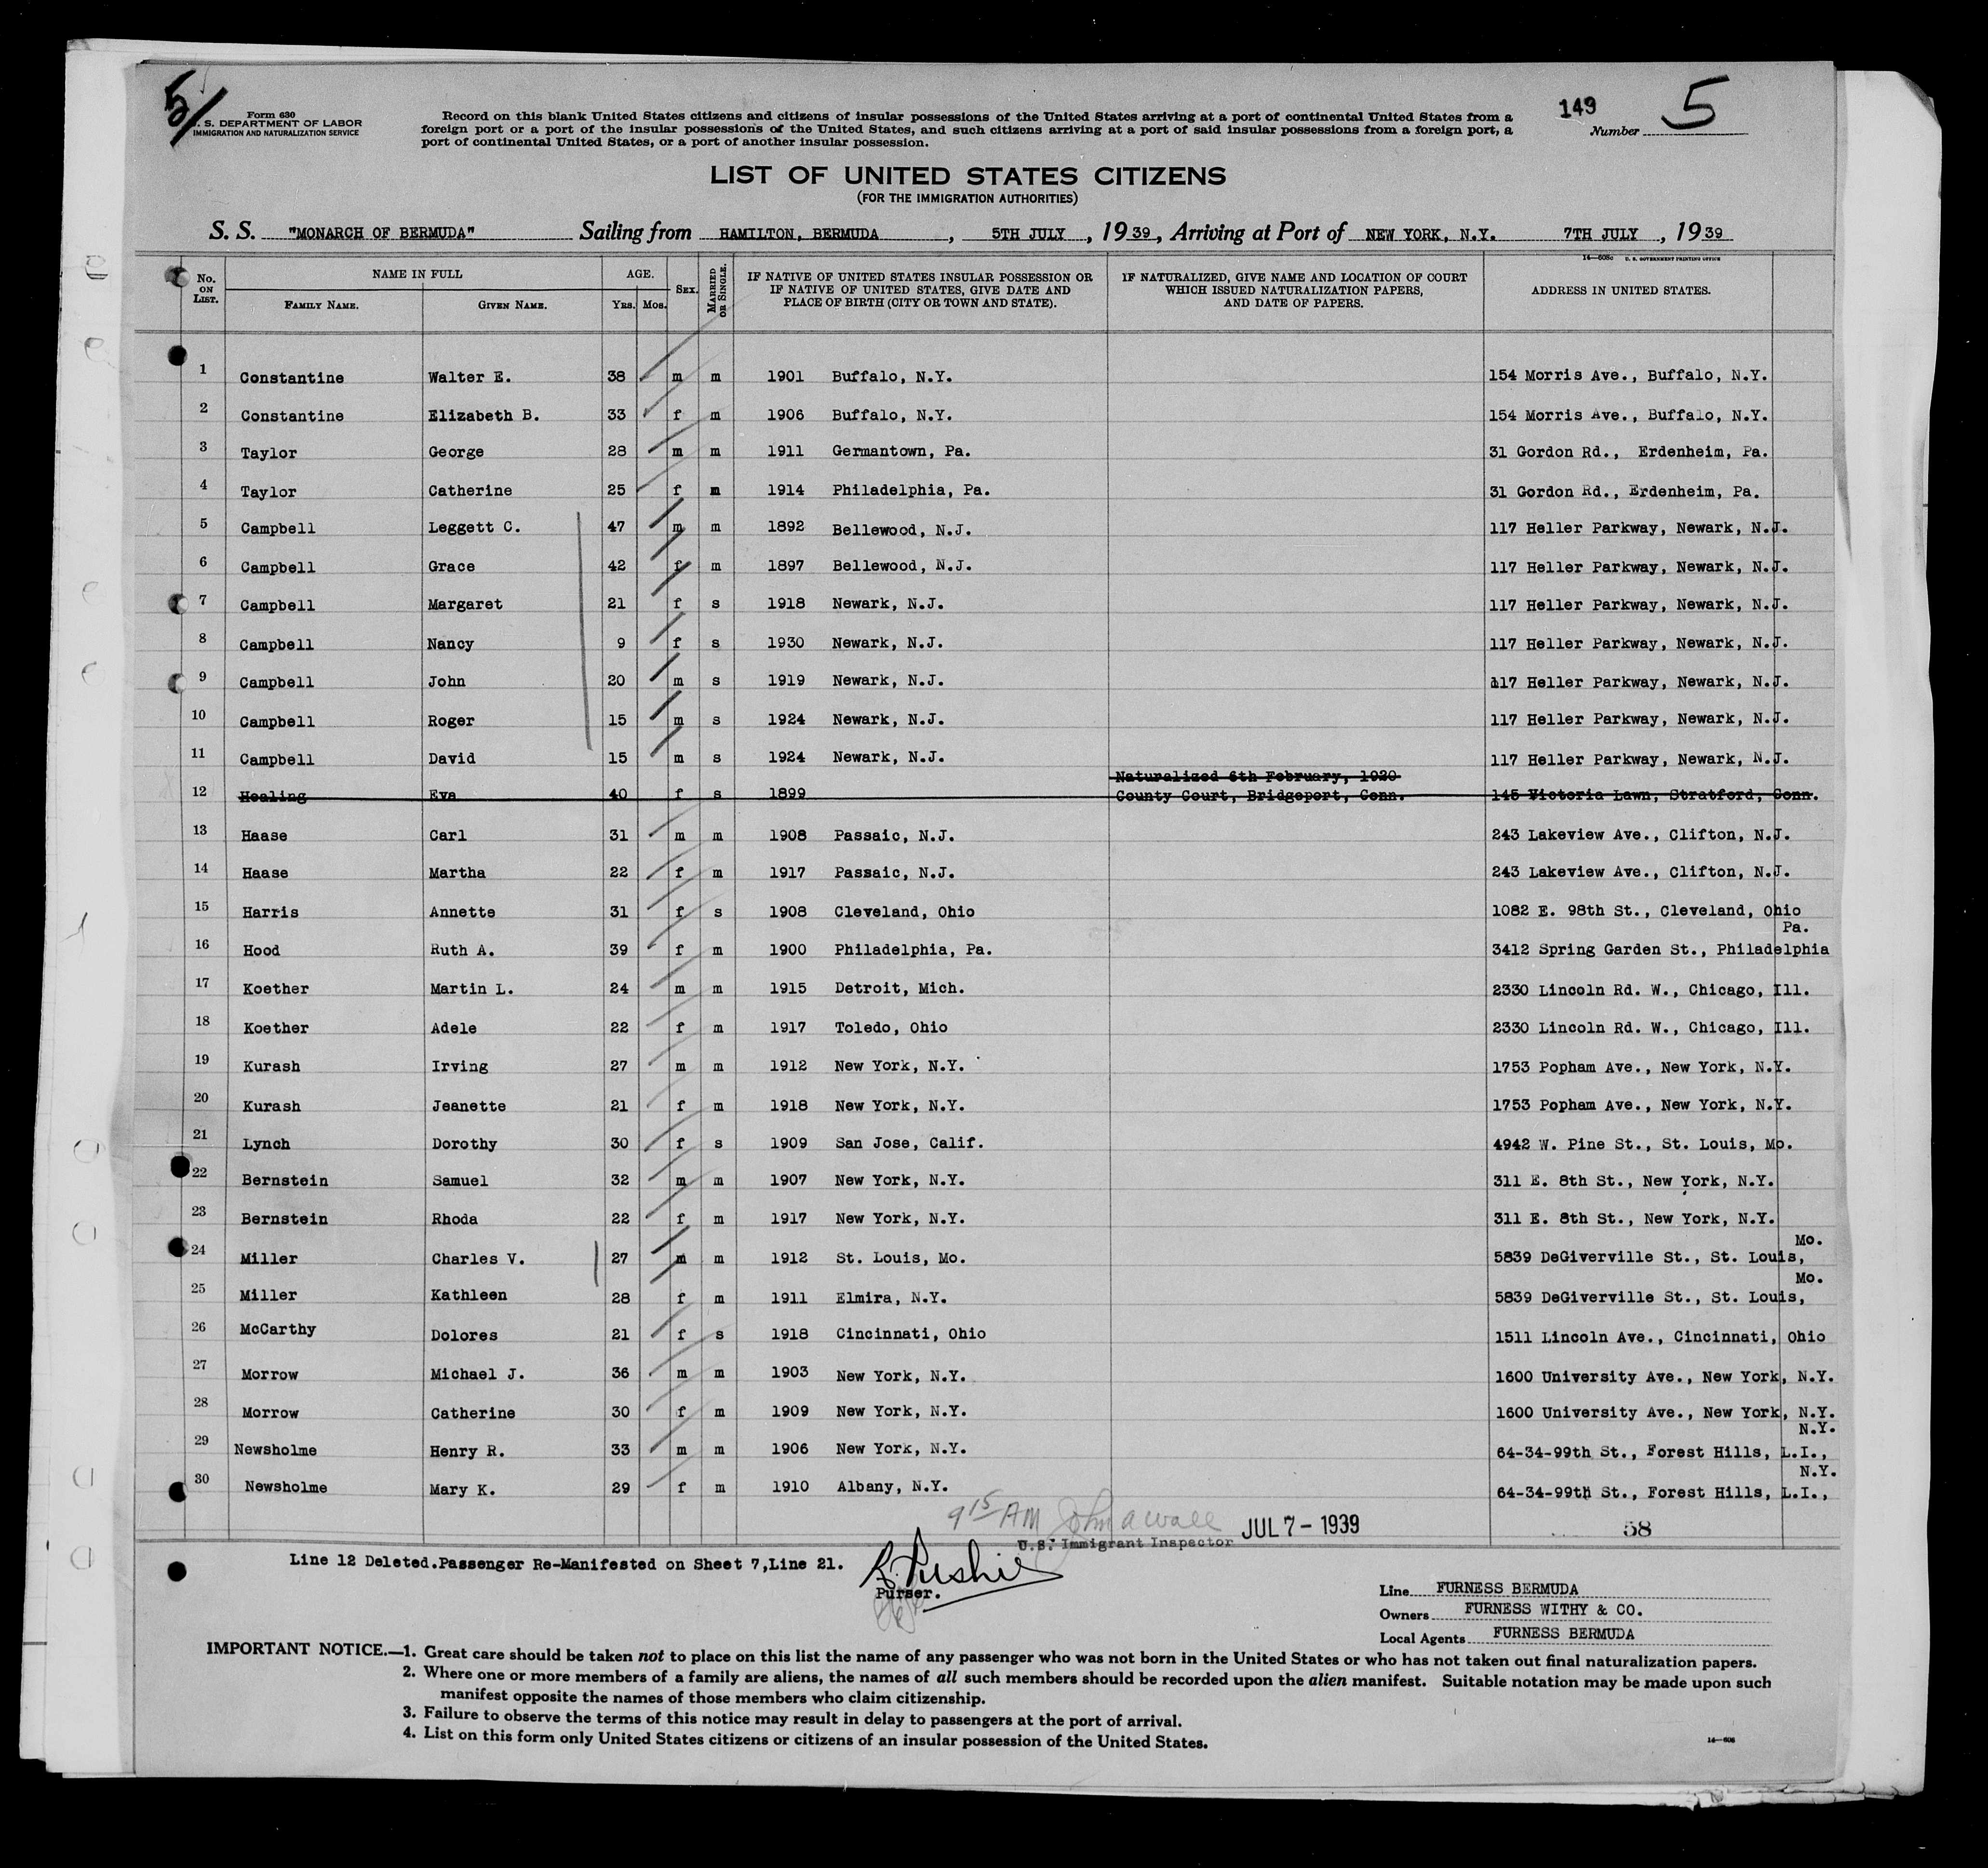 5/
Form 630
U. S. DEPARTMENT OF LABOR
IMMIGRATION AND NATURALIZATION SERVICE
Record on this blank United States citizens and citizens of insular possessions of the United States arriving at a port of continental United States from a
foreign port or a port of the insular possessions of the United States, and such citizens arriving at a port of said insular possessions from a foreign port, a
port of continental United States, or a port of another insular possession.
149
Number 5
LIST OF UNITED STATES CITIZENS
(FOR THE IMMIGRATION AUTHORITIES)
S. S. "MONARCH OF BERMUDA" Sailing from HAMILTON, BERMUDA, 5TH JULY, 1939, Arriving at Port of NEW YORK, N.Y. 7TH JULY, 1939
14—608c U. S. GOVERNMENT PRINTING OFFICE
No. ON LIST. NAME IN FULL FAMILY NAME. GIVEN NAME. AGE. YRS. MOS. SEX. MARRIED OR SINGLE. IF NATIVE OF UNITED STATES INSULAR POSSESSION OR IF NATIVE OF UNITED STATES, GIVE DATE AND PLACE OF BIRTH (CITY OR TOWN AND STATE). IF NATURALIZED, GIVE NAME AND LOCATION OF COURT WHICH ISSUED NATURALIZATION PAPERS, AND DATE OF PAPERS. ADDRESS IN UNITED STATES.
1 Constantine Walter E. 38 m m 1901 Buffalo, N.Y. 154 Morris Ave., Buffalo, N.Y.
2 Constantine Elizabeth B. 33 f m 1906 Buffalo, N.Y. 154 Morris Ave., Buffalo, N.Y.
3 Taylor George 28 m m 1911 Germantown, Pa. 31 Gordon Rd., Erdenheim, Pa.
4 Taylor Catherine 25 f m 1914 Philadelphia, Pa. 31 Gordon Rd., Erdenheim, Pa.
5 Campbell Leggett C. 47 m m 1892 Bellewood, N.J. 117 Heller Parkway, Newark, N.J.
6 Campbell Grace 42 f m 1897 Bellewood, N.J. 117 Heller Parkway, Newark, N.J.
7 Campbell Margaret 21 f s 1918 Newark, N.J. 117 Heller Parkway, Newark, N.J.
8 Campbell Nancy 9 f s 1930 Newark, N.J. 117 Heller Parkway, Newark, N.J.
9 Campbell John 20 m s 1919 Newark, N.J. 117 Heller Parkway, Newark, N.J.
10 Campbell Roger 15 m s 1924 Newark, N.J. 117 Heller Parkway, Newark, N.J.
11 Campbell David 15 m s 1924 Newark, N.J. 117 Heller Parkway, Newark, N.J.
Naturalized 6th February, 1920
12 Healing Eva 40 f s 1899 County Court, Bridgeport, Conn. 145 Victoria Lawn, Stratford, Conn.
13 Haase Carl 31 m m 1908 Passaic, N.J. 243 Lakeview Ave., Clifton, N.J.
14 Haase Martha 22 f m 1917 Passaic, N.J. 243 Lakeview Ave., Clifton, N.J.
15 Harris Annette 31 f s 1908 Cleveland, Ohio 1082 E. 98th St., Cleveland, Ohio
Pa.
16 Hood Ruth A. 39 f m 1900 Philadelphia, Pa. 3412 Spring Garden St., Philadelphia
17 Koether Martin L. 24 m m 1915 Detroit, Mich. 2330 Lincoln Rd. W., Chicago, Ill.
18 Koether Adele 22 f m 1917 Toledo, Ohio 2330 Lincoln Rd. W., Chicago, Ill.
19 Kurash Irving 27 m m 1912 New York, N.Y. 1753 Popham Ave., New York, N.Y.
20 Kurash Jeanette 21 f m 1918 New York, N.Y. 1753 Popham Ave., New York, N.Y.
21 Lynch Dorothy 30 f s 1909 San Jose, Calif. 4942 W. Pine St., St. Louis, Mo.
22 Bernstein Samuel 32 m m 1907 New York, N.Y. 311 E. 8th St., New York, N.Y.
23 Bernstein Rhoda 22 f m 1917 New York, N.Y. 311 E. 8th St., New York, N.Y.
Mo.
24 Miller Charles V. 27 m m 1912 St. Louis, Mo. 5839 DeGiverville St., St. Louis,
Mo.
25 Miller Kathleen 28 f m 1911 Elmira, N.Y. 5839 DeGiverville St., St. Louis,
26 McCarthy Dolores 21 f s 1918 Cincinnati, Ohio 1511 Lincoln Ave., Cincinnati, Ohio
27 Morrow Michael J. 36 m m 1903 New York, N.Y. 1600 University Ave., New York, N.Y.
28 Morrow Catherine 30 f m 1909 New York, N.Y. 1600 University Ave., New York, N.Y.
N.Y.
29 Newsholme Henry R. 33 m m 1906 New York, N.Y. 64-34-99th St., Forest Hills, L.I.,
N.Y.
30 Newsholme Mary K. 29 f m 1910 Albany, N.Y. 64-34-99th St., Forest Hills, L.I.,
9 15 AM John A Wall JUL 7 - 1939 58
U.S. Immigrant Inspector
Line 12 Deleted.Passenger Re-Manifested on Sheet 7,Line 21.
Purser.
Line FURNESS BERMUDA
Owners FURNESS WITHY & CO.
Local Agents FURNESS BERMUDA
IMPORTANT NOTICE.—1. Great care should be taken not to place on this list the name of any passenger who was not born in the United States or who has not taken out final naturalization papers.
2. Where one or more members of a family are aliens, the names of all such members should be recorded upon the alien manifest. Suitable notation may be made upon such
manifest opposite the names of those members who claim citizenship.
3. Failure to observe the terms of this notice may result in delay to passengers at the port of arrival.
4. List on this form only United States citizens or citizens of an insular possession of the United States.
14—608